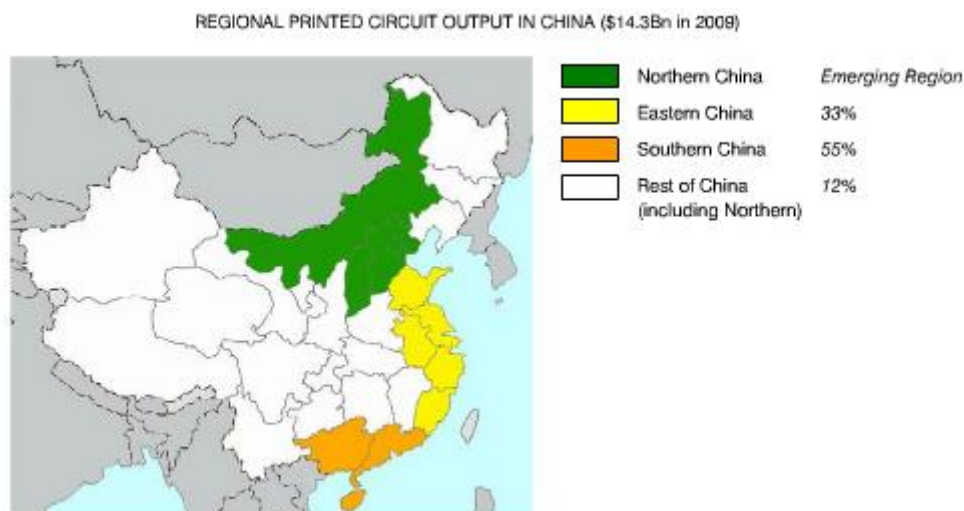 REGIONAL PRINTED CIRCUIT OUTPUT IN CHINA ($14.3Bn in 2009)
Northern China Emerging Region
Eastern China 33%
Southern China 55%
Rest of China 12%
(including Northern)